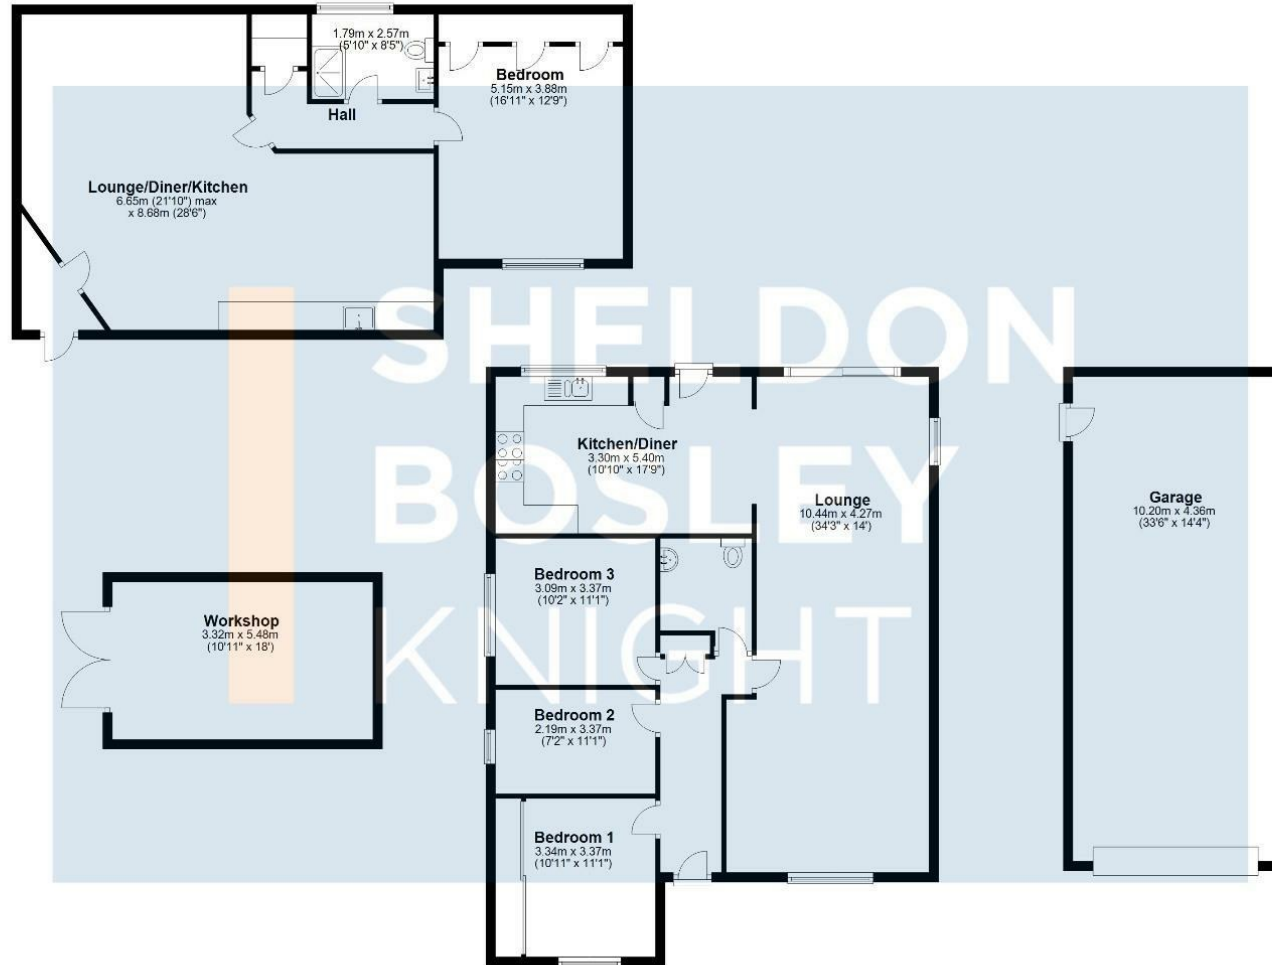 1.79m x 2.57m
(5'10" x 8'5")
Bedroom
5.15m x 3.88m
(16'11" x 12'9")
Hall
Lounge/Diner/Kitchen
6.65m (21'10") max
x 8.68m (28'6")
SHELDON
BOSLEY
KNIGHT
Kitchen/Diner
3.30m x 5.40m
(10'10" x 17'9")
Lounge
10.44m x 4.27m
(34'3" x 14')
Garage
10.20m x 4.36m
(33'6" x 14'4")
Bedroom 3
3.09m x 3.37m
(10'2" x 11'1")
Workshop
3.32m x 5.48m
(10'11" x 18')
Bedroom 2
2.19m x 3.37m
(7'2" x 11'1")
Bedroom 1
3.34m x 3.37m
(10'11" x 11'1")